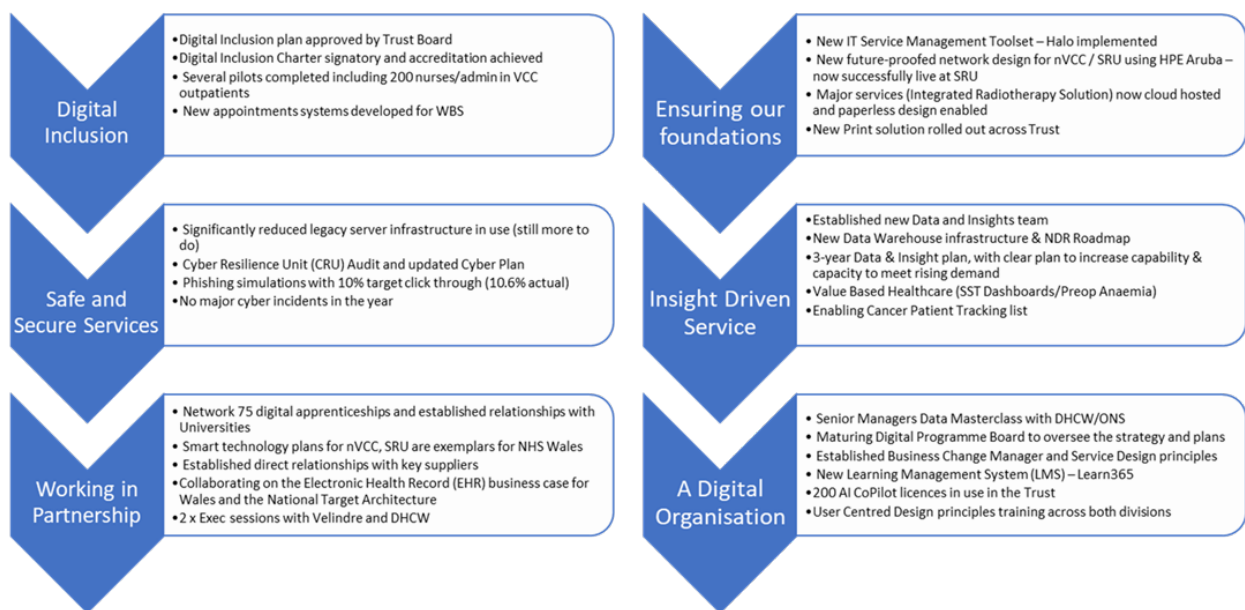 Digital
Inclusion
•Digital Inclusion plan approved by Trust Board
•Digital Inclusion Charter signatory and accreditation achieved
• Several pilots completed including 200 nurses/admin in VCC
outpatients
• New appointments systems developed for WBS
Safe and
Secure Services
• Significantly reduced legacy server infrastructure in use (still more to
do)
• Cyber Resilience Unit (CRU) Audit and updated Cyber Plan
• Phishing simulations with 10% target click through (10.6% actual)
•No major cyber incidents in the year
Working in
Partnership
• Network 75 digital apprenticeships and established relationships with
Universities
• Smart technology plans for nVCC, SRU are exemplars for NHS Wales
• Established direct relationships with key suppliers
•Collaborating on the Electronic Health Record (EHR) business case for
Wales and the National Target Architecture
•2 x Exec sessions with Velindre and DHCW
Ensuring our
foundations
• New IT Service Management Toolset – Halo implemented
• New future-proofed network design for nVCC / SRU using HPE Aruba –
now successfully live at SRU
• Major services (Integrated Radiotherapy Solution) now cloud hosted
and paperless design enabled
•New Print solution rolled out across Trust
Insight Driven
Service
•Established new Data and Insights team
•New Data Warehouse infrastructure & NDR Roadmap
•3-year Data & Insight plan, with clear plan to increase capability &
capacity to meet rising demand
•Value Based Healthcare (SST Dashboards/Preop Anaemia)
•Enabling Cancer Patient Tracking list
A Digital
Organisation
• Senior Managers Data Masterclass with DHCW/ONS
• Maturing Digital Programme Board to oversee the strategy and plans
•Established Business Change Manager and Service Design principles
•New Learning Management System (LMS) – Learn365
•200 AI CoPilot licences in use in the Trust
•User Centred Design principles training across both divisions